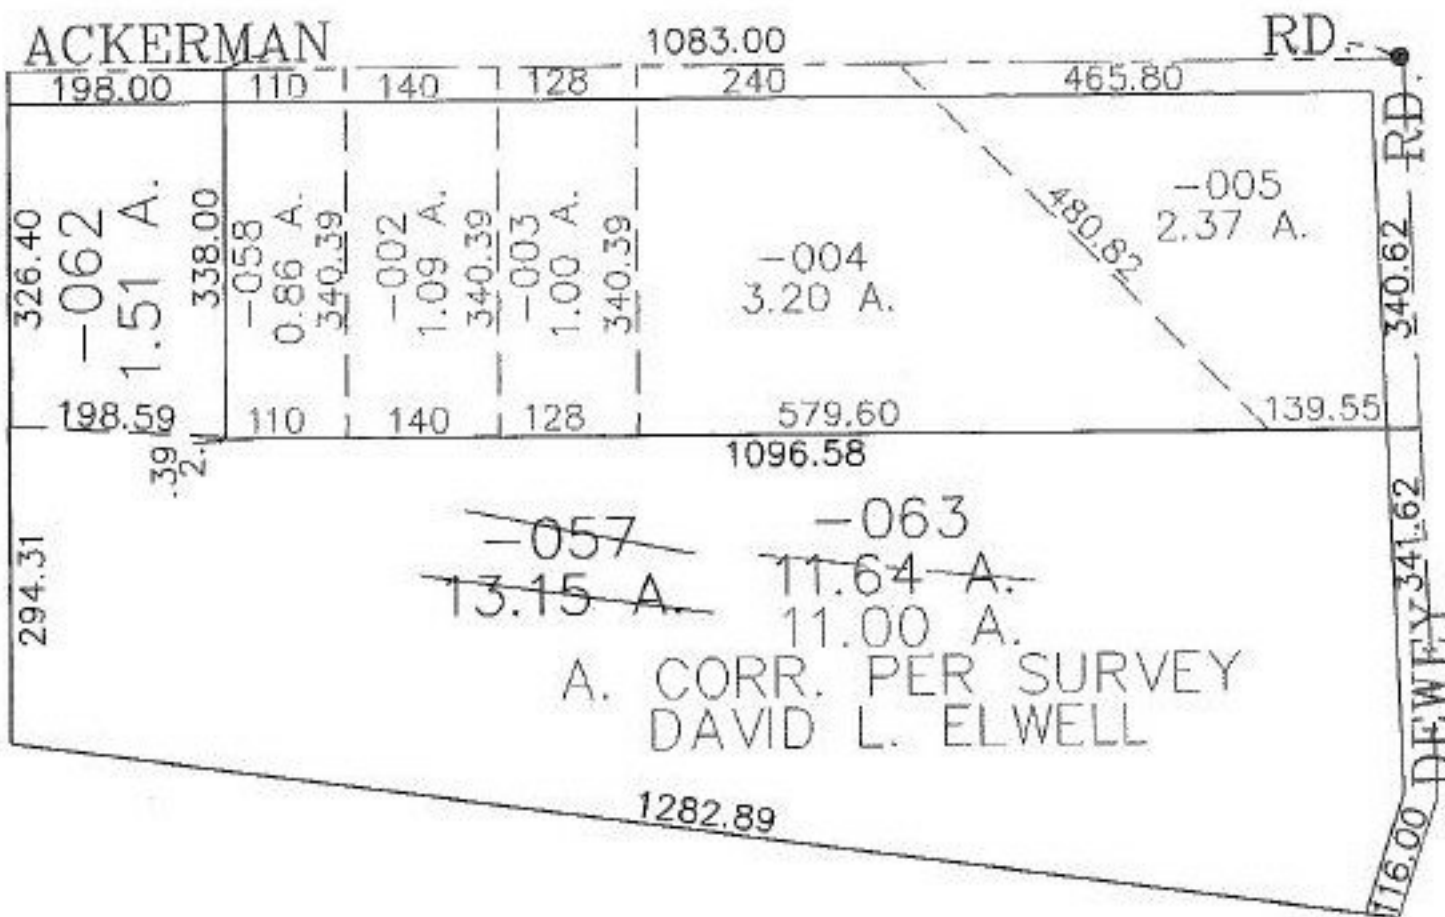 ACKERMAN RD.
1083.00
198.00 110 140 128 240 465.80
RD.
326.40
-062
1.51 A.
338.00
-058
0.86 A.
340.39
-002
1.09 A.
340.39
-003
1.00 A.
340.39
-004
3.20 A.
480.82
-005
2.37 A.
340.62
198.59 110 140 128 579.60 139.55
2.39
1096.58
294.31
-057
13.15 A.
-063
11.64 A.
11.00 A.
A. CORR. PER SURVEY
DAVID L. ELWELL
341.62
DEWEY
1282.89
116.00